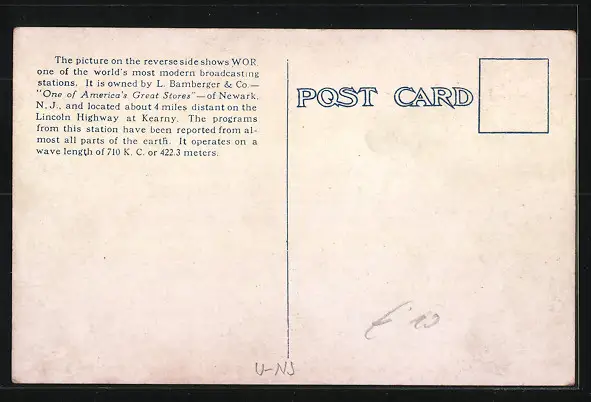 The picture on the reverse side shows WOR
one of the world's most modern broadcasting
stations. It is owned by L. Bamberger & Co.—
"One of America's Great Stores"—of Newark,
N. J., and located about 4 miles distant on the
Lincoln Highway at Kearny. The programs
from this station have been reported from al-
most all parts of the earth. It operates on a
wave length of 710 K. C. or 422.3 meters.
POST CARD
U-NJ